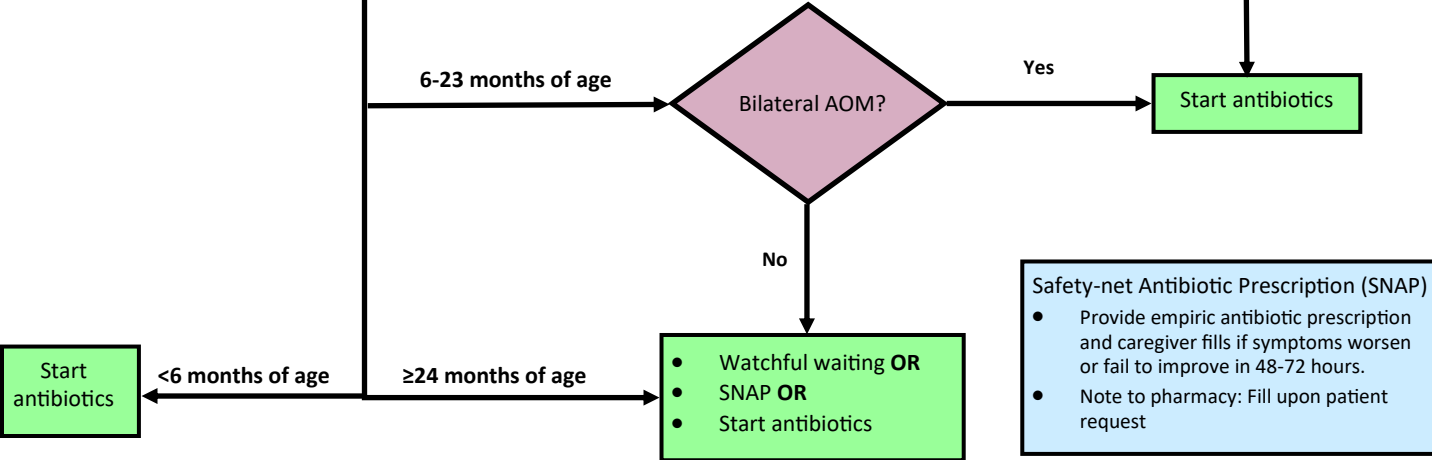 6-23 months of age
Bilateral AOM?
Yes
Start antibiotics
No
Safety-net Antibiotic Prescription (SNAP)
• Provide empiric antibiotic prescription
and caregiver fills if symptoms worsen
or fail to improve in 48-72 hours.
• Note to pharmacy: Fill upon patient
request
Start
antibiotics
<6 months of age
≥24 months of age
• Watchful waiting OR
• SNAP OR
• Start antibiotics